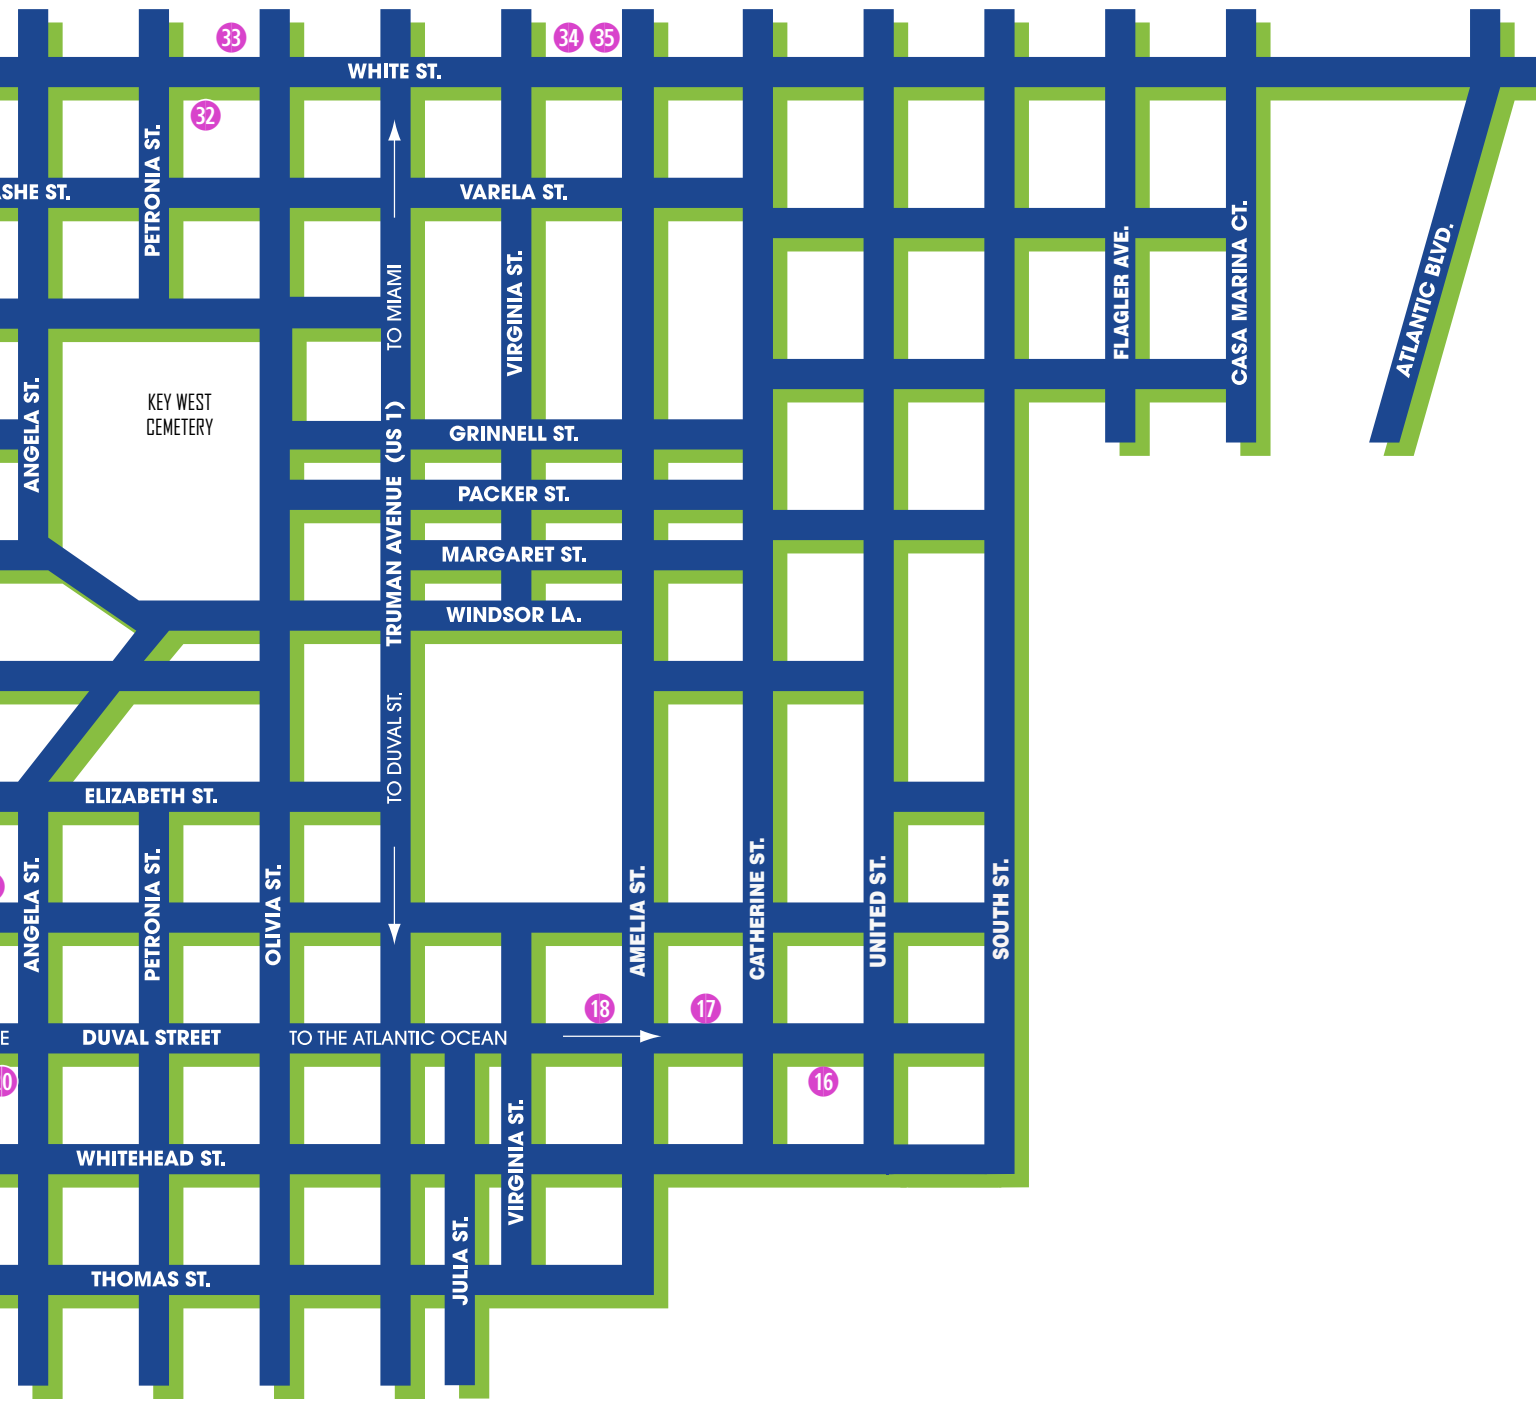 33
34
35
WHITE ST.
32
PETRONIA ST.
SHE ST.
VARELA ST.
FLAGLER AVE.
CASA MARINA CT.
ATLANTIC BLVD.
TO MIAMI
VIRGINIA ST.
ANGELA ST.
KEY WEST
CEMETERY
TRUMAN AVENUE (US 1)
GRINNELL ST.
PACKER ST.
MARGARET ST.
WINDSOR LA.
TO DUVAL ST.
ELIZABETH ST.
ANGELA ST.
PETRONIA ST.
OLIVIA ST.
AMELIA ST.
CATHERINE ST.
UNITED ST.
SOUTH ST.
18
17
E
DUVAL STREET
TO THE ATLANTIC OCEAN
0
16
VIRGINIA ST.
WHITEHEAD ST.
JULIA ST.
THOMAS ST.